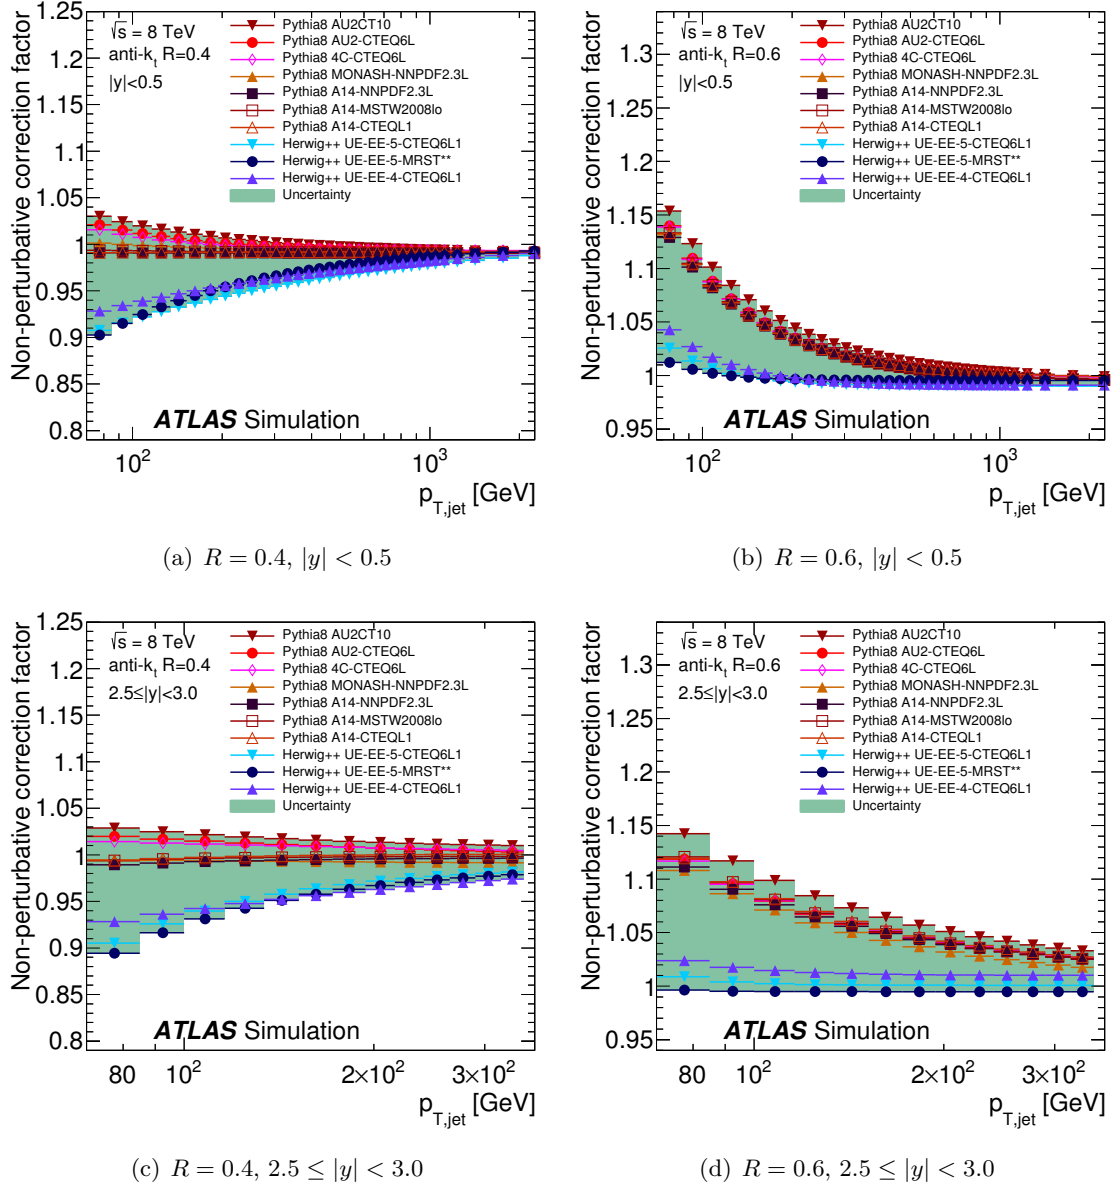 Non-perturbative correction factor
1.25
1.2
1.15
1.1
1.05
1
0.95
0.9
0.85
0.8
√s = 8 TeV
anti-kt R=0.4
|y|<0.5
Pythia8 AU2CT10
Pythia8 AU2-CTEQ6L
Pythia8 4C-CTEQ6L
Pythia8 MONASH-NNPDF2.3L
Pythia8 A14-NNPDF2.3L
Pythia8 A14-MSTW2008lo
Pythia8 A14-CTEQL1
Herwig++ UE-EE-5-CTEQ6L1
Herwig++ UE-EE-5-MRST**
Herwig++ UE-EE-4-CTEQ6L1
Uncertainty
ATLAS Simulation
10² 10³
pT,jet [GeV]
(a) R = 0.4, |y| < 0.5
Non-perturbative correction factor
1.3
1.25
1.2
1.15
1.1
1.05
1
0.95
√s = 8 TeV
anti-kt R=0.6
|y|<0.5
Pythia8 AU2CT10
Pythia8 AU2-CTEQ6L
Pythia8 4C-CTEQ6L
Pythia8 MONASH-NNPDF2.3L
Pythia8 A14-NNPDF2.3L
Pythia8 A14-MSTW2008lo
Pythia8 A14-CTEQL1
Herwig++ UE-EE-5-CTEQ6L1
Herwig++ UE-EE-5-MRST**
Herwig++ UE-EE-4-CTEQ6L1
Uncertainty
ATLAS Simulation
10² 10³
pT,jet [GeV]
(b) R = 0.6, |y| < 0.5
Non-perturbative correction factor
1.25
1.2
1.15
1.1
1.05
1
0.95
0.9
0.85
0.8
√s = 8 TeV
anti-kt R=0.4
2.5≤|y|<3.0
Pythia8 AU2CT10
Pythia8 AU2-CTEQ6L
Pythia8 4C-CTEQ6L
Pythia8 MONASH-NNPDF2.3L
Pythia8 A14-NNPDF2.3L
Pythia8 A14-MSTW2008lo
Pythia8 A14-CTEQL1
Herwig++ UE-EE-5-CTEQ6L1
Herwig++ UE-EE-5-MRST**
Herwig++ UE-EE-4-CTEQ6L1
Uncertainty
ATLAS Simulation
80 10² 2×10² 3×10²
pT,jet [GeV]
(c) R = 0.4, 2.5 ≤ |y| < 3.0
Non-perturbative correction factor
1.3
1.25
1.2
1.15
1.1
1.05
1
0.95
√s = 8 TeV
anti-kt R=0.6
2.5≤|y|<3.0
Pythia8 AU2CT10
Pythia8 AU2-CTEQ6L
Pythia8 4C-CTEQ6L
Pythia8 MONASH-NNPDF2.3L
Pythia8 A14-NNPDF2.3L
Pythia8 A14-MSTW2008lo
Pythia8 A14-CTEQL1
Herwig++ UE-EE-5-CTEQ6L1
Herwig++ UE-EE-5-MRST**
Herwig++ UE-EE-4-CTEQ6L1
Uncertainty
ATLAS Simulation
80 10² 2×10² 3×10²
pT,jet [GeV]
(d) R = 0.6, 2.5 ≤ |y| < 3.0